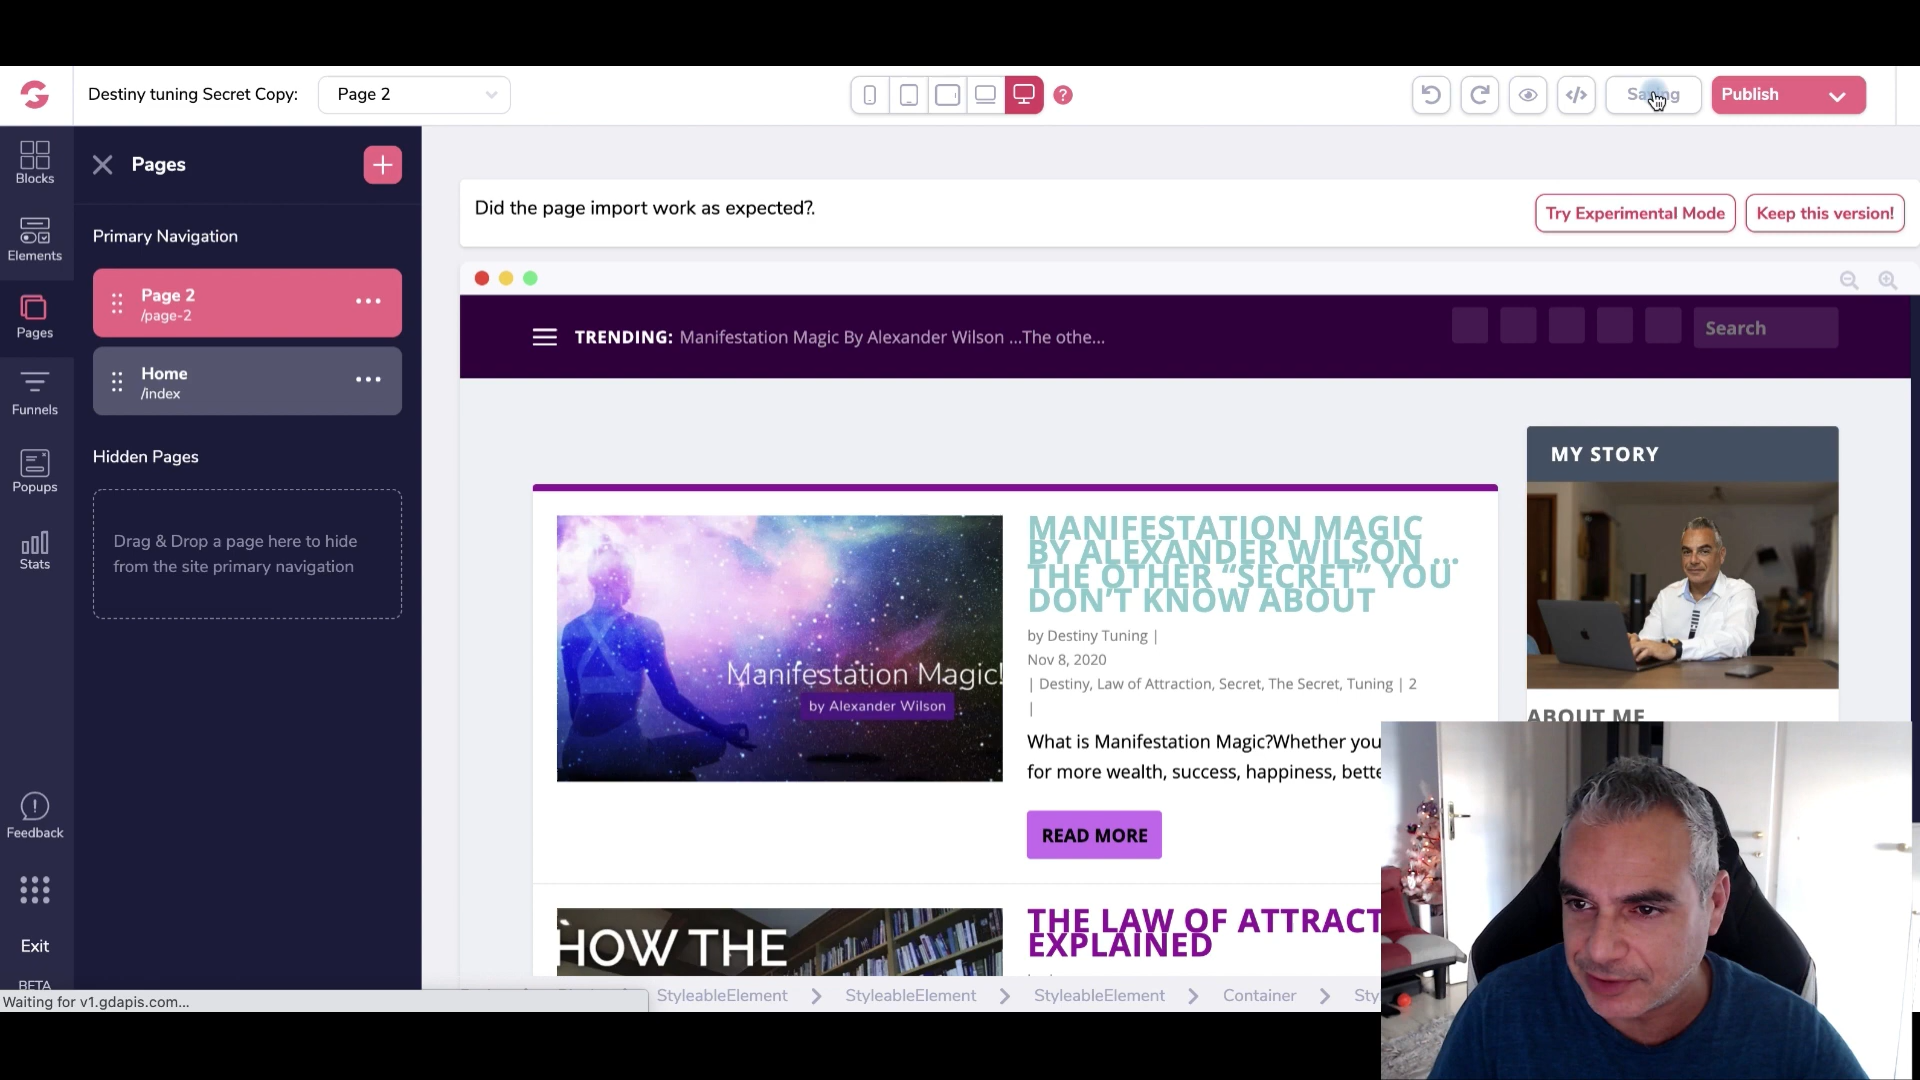 Destiny tuning Secret Copy:
Page 2
?
</>
Saving
Publish
Blocks
Elements
Pages
Funnels
Popups
Stats
Feedback
Exit
BETA
Pages
Primary Navigation
Page 2
/page-2
Home
/index
Hidden Pages
Drag & Drop a page here to hide
from the site primary navigation
Did the page import work as expected?.
Try Experimental Mode
Keep this version!
TRENDING: Manifestation Magic By Alexander Wilson ...The othe...
Search
Manifestation Magic!
by Alexander Wilson
MANIFESTATION MAGIC
BY ALEXANDER WILSON ...
THE OTHER “SECRET” YOU
DON’T KNOW ABOUT
by Destiny Tuning |
Nov 8, 2020
| Destiny, Law of Attraction, Secret, The Secret, Tuning | 2
|
What is Manifestation Magic?Whether you
for more wealth, success, happiness, bette
READ MORE
MY STORY
ABOUT ME
HOW THE
THE LAW OF ATTRACT
EXPLAINED
StyleableElement
StyleableElement
StyleableElement
Container
Sty
Waiting for v1.gdapis.com...